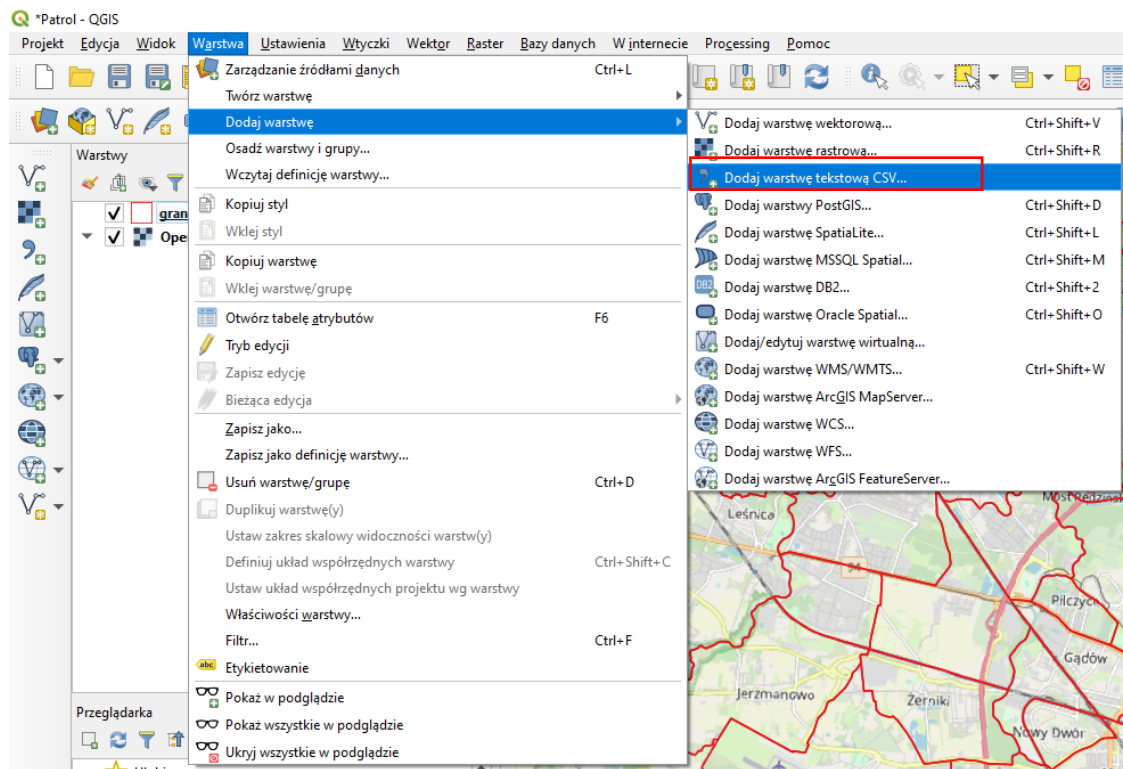 *Patrol - QGIS
Projekt Edycja Widok Warstwa Ustawienia Wtyczki Wektor Raster Bazy danych W internecie Processing Pomoc
Zarządzanie źródłami danych Ctrl+L
Twórz warstwę
Dodaj warstwę
Osadź warstwy i grupy...
Wczytaj definicję warstwy...
Kopiuj styl
Wklej styl
Kopiuj warstwę
Wklej warstwę/grupę
Otwórz tabelę atrybutów F6
Tryb edycji
Zapisz edycję
Bieżąca edycja
Zapisz jako...
Zapisz jako definicję warstwy...
Usuń warstwę/grupę Ctrl+D
Duplikuj warstwę(y)
Ustaw zakres skalowy widoczności warstw(y)
Definiuj układ współrzędnych warstwy Ctrl+Shift+C
Ustaw układ współrzędnych projektu wg warstwy
Właściwości warstwy...
Filtr... Ctrl+F
abc Etykietowanie
Pokaż w podglądzie
Pokaż wszystkie w podglądzie
Ukryj wszystkie w podglądzie
Dodaj warstwę wektorową... Ctrl+Shift+V
Dodaj warstwę rastrową... Ctrl+Shift+R
Dodaj warstwę tekstową CSV...
Dodaj warstwy PostGIS... Ctrl+Shift+D
Dodaj warstwę SpatiaLite... Ctrl+Shift+L
Dodaj warstwę MSSQL Spatial... Ctrl+Shift+M
DB2 Dodaj warstwę DB2... Ctrl+Shift+2
Dodaj warstwę Oracle Spatial... Ctrl+Shift+O
Dodaj/edytuj warstwę wirtualną...
Dodaj warstwę WMS/WMTS... Ctrl+Shift+W
Dodaj warstwę ArcGIS MapServer...
Dodaj warstwę WCS...
Dodaj warstwę WFS...
Dodaj warstwę ArcGIS FeatureServer...
Warstwy
gran
Ope
Przeglądarka
Leśnica
94
Pilczyce
Gądów
Jerzmanowo
Żerniki
Nowy Dwór